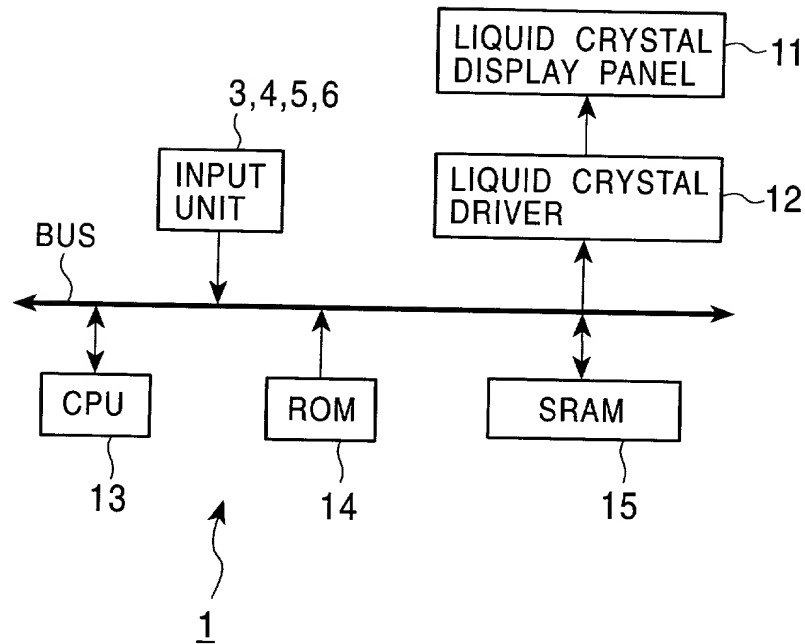 LIQUID CRYSTAL
DISPLAY PANEL
11
3,4,5,6
INPUT
UNIT
LIQUID CRYSTAL
DRIVER
12
BUS
CPU
ROM
SRAM
13
14
15
1